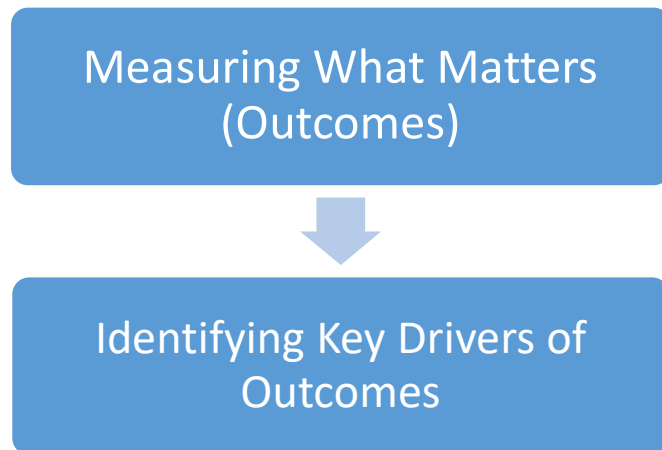 Measuring What Matters
(Outcomes)
Identifying Key Drivers of
Outcomes